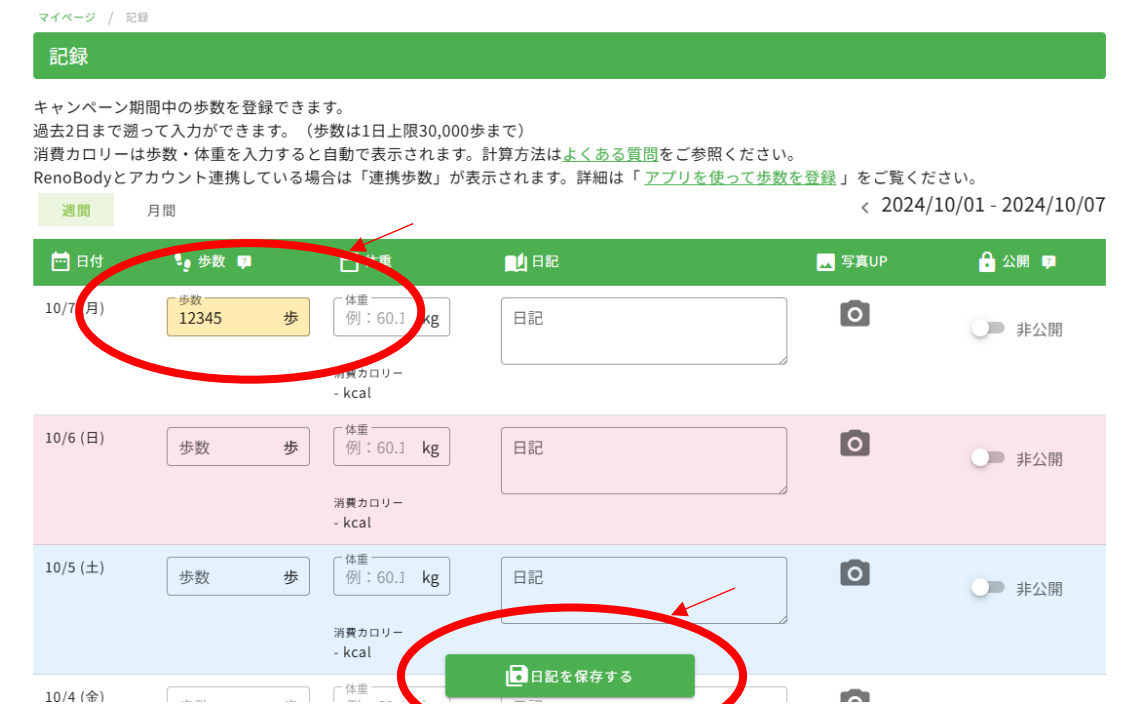 マイページ / 記録
記録
キャンペーン期間中の歩数を登録できます。
過去2日まで遡って入力ができます。（歩数は1日上限30,000歩まで）
消費カロリーは歩数・体重を入力すると自動で表示されます。計算方法はよくある質問をご参照ください。
RenoBodyとアカウント連携している場合は「連携歩数」が表示されます。詳細は「 アプリを使って歩数を登録 」をご覧ください。
週間 月間 < 2024/10/01 - 2024/10/07
日付 歩数 ? 体重 日記 写真UP 公開 ?
歩数 体重
10/7 (月) 12345 歩 例：60.1 kg 日記 非公開
消費カロリー
- kcal
体重
10/6 (日) 歩数 歩 例：60.1 kg 日記 非公開
消費カロリー
- kcal
体重
10/5 (土) 歩数 歩 例：60.1 kg 日記 非公開
消費カロリー
- kcal
日記を保存する
体重
10/4 (金)